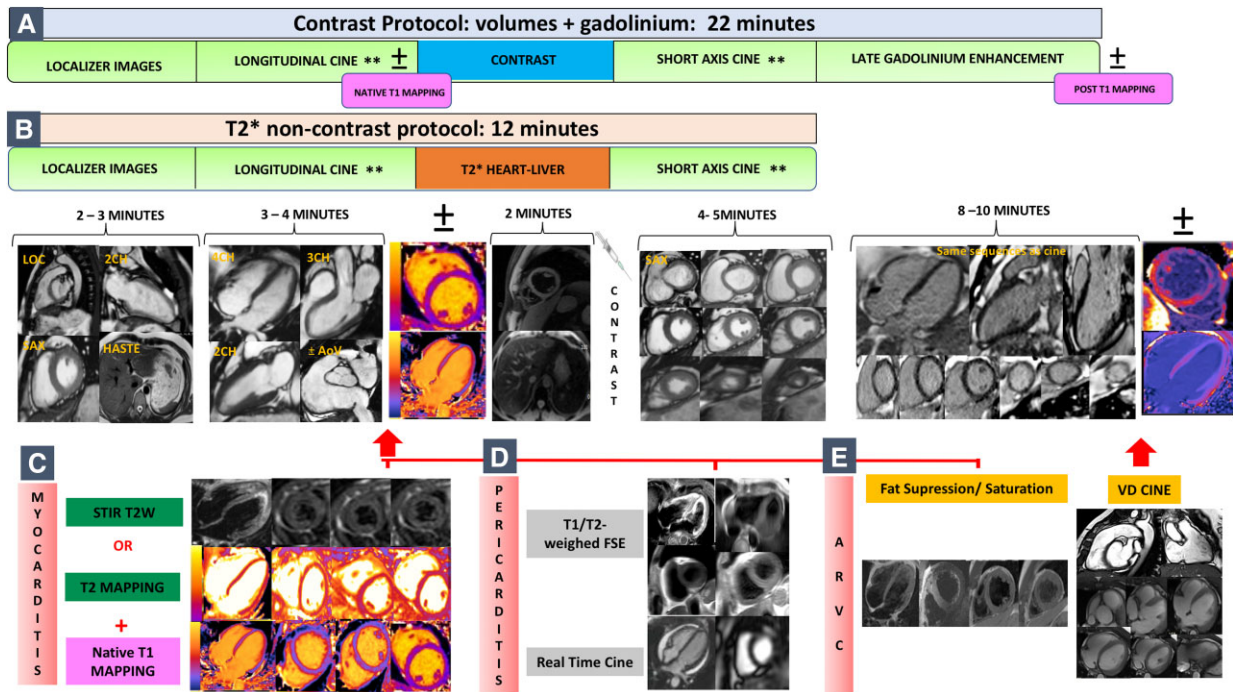 A
Contrast Protocol: volumes + gadolinium: 22 minutes
LOCALIZER IMAGES
LONGITUDINAL CINE ** ±
CONTRAST
SHORT AXIS CINE **
LATE GADOLINIUM ENHANCEMENT
±
NATIVE T1 MAPPING
POST T1 MAPPING
B
T2* non-contrast protocol: 12 minutes
LOCALIZER IMAGES
LONGITUDINAL CINE **
T2* HEART-LIVER
SHORT AXIS CINE **
2 – 3 MINUTES
3 – 4 MINUTES
±
2 MINUTES
4- 5MINUTES
8 –10 MINUTES
±
LOC
2CH
SAX
HASTE
4CH
3CH
2CH
± AoV
CONTRAST
SAX
Same sequences as cine
C
MYOCARDITIS
STIR T2W
OR
T2 MAPPING
+
Native T1
MAPPING
D
PERICARDITIS
T1/T2-
weighed FSE
Real Time Cine
E
ARVC
Fat Supression/ Saturation
VD CINE